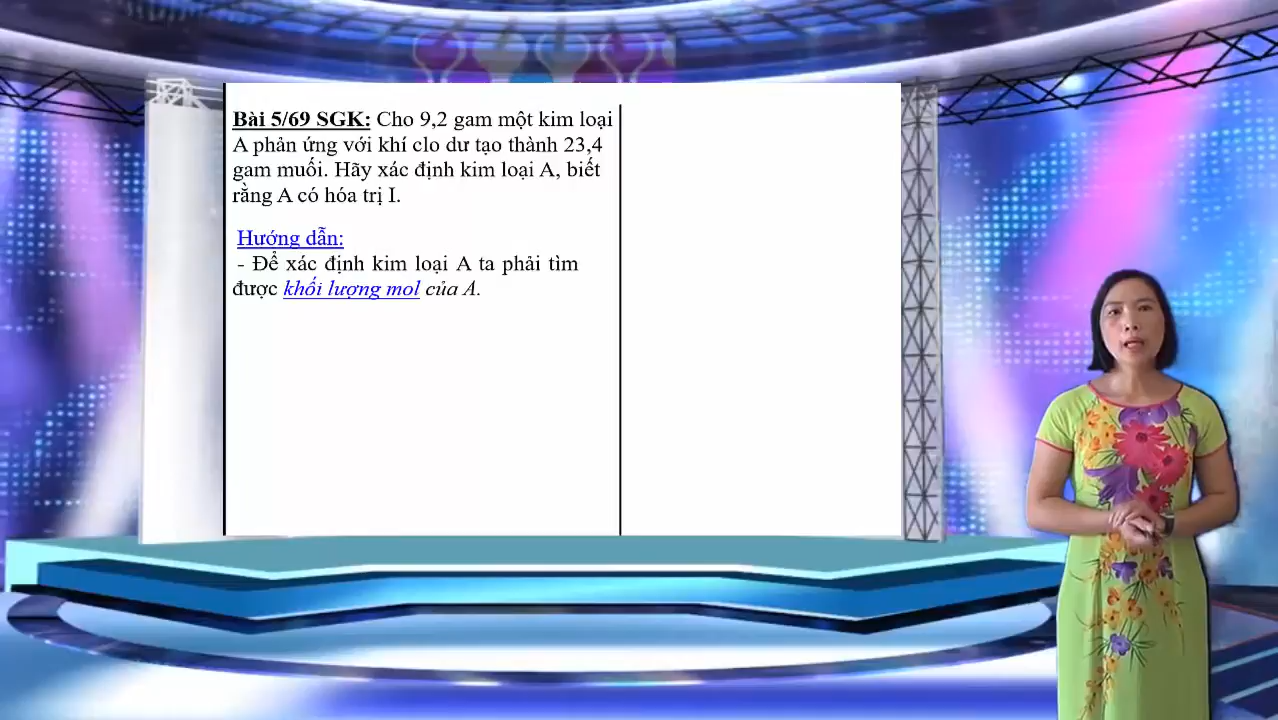 Bài 5/69 SGK: Cho 9,2 gam một kim loại
A phản ứng với khí clo dư tạo thành 23,4
gam muối. Hãy xác định kim loại A, biết
rằng A có hóa trị I.
Hướng dẫn:
- Để xác định kim loại A ta phải tìm
được khối lượng mol của A.